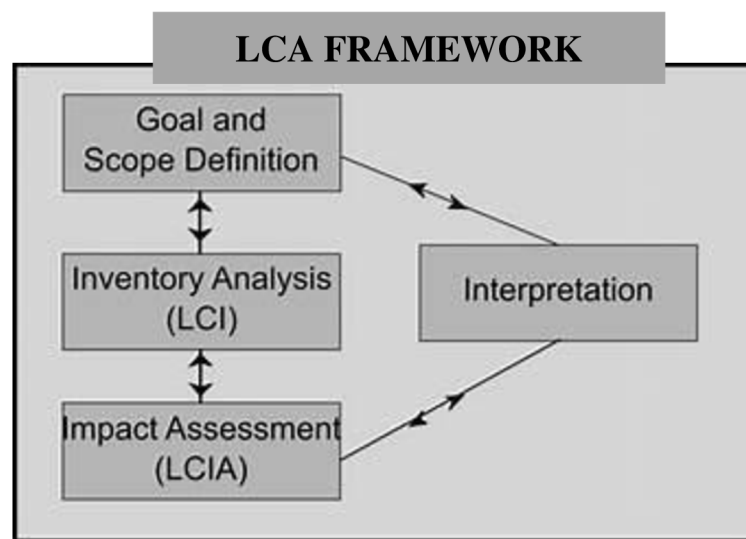 LCA FRAMEWORK
Goal and
Scope Definition
Inventory Analysis
(LCI)
Interpretation
Impact Assessment
(LCIA)